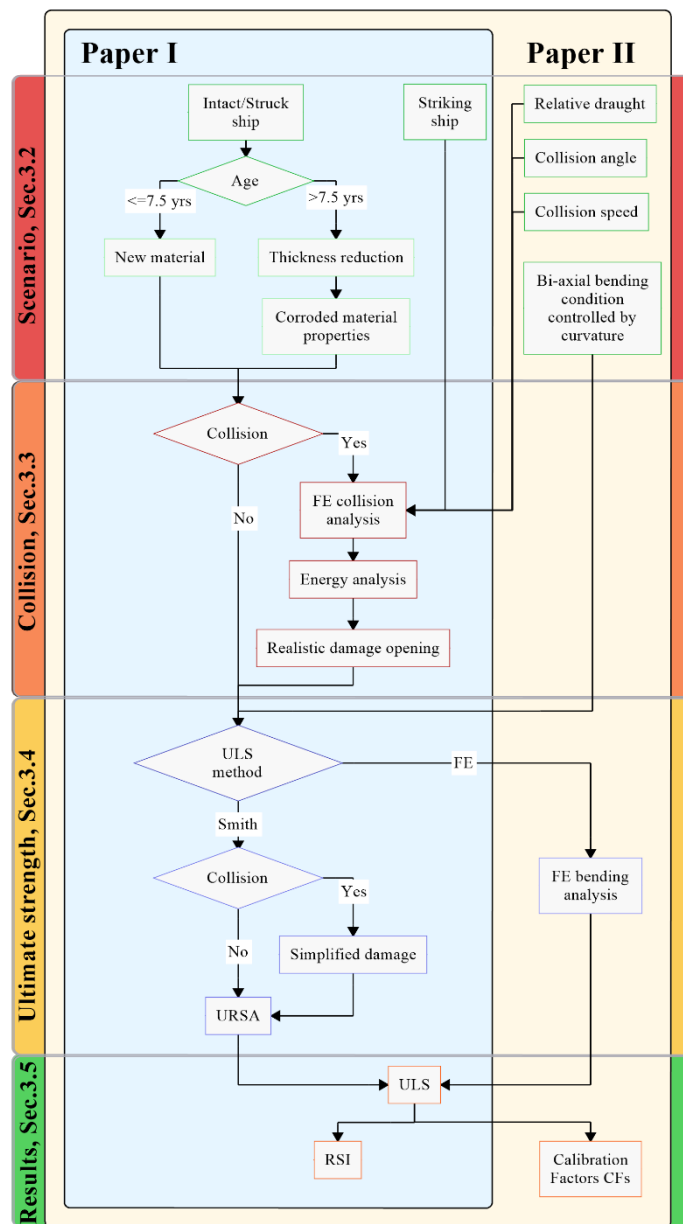 Paper I
Paper II
Scenario, Sec.3.2
Intact/Struck
ship
Striking
ship
Relative draught
Age
Collision angle
<=7.5 yrs
>7.5 yrs
Collision speed
New material
Thickness reduction
Bi-axial bending
condition
controlled by
curvature
Corroded material
properties
Collision, Sec.3.3
Collision
Yes
No
FE collision
analysis
Energy analysis
Realistic damage opening
Ultimate strength, Sec.3.4
ULS
method
FE
Smith
Collision
Yes
FE bending
analysis
No
Simplified damage
URSA
Results, Sec.3.5
ULS
RSI
Calibration
Factors CFs